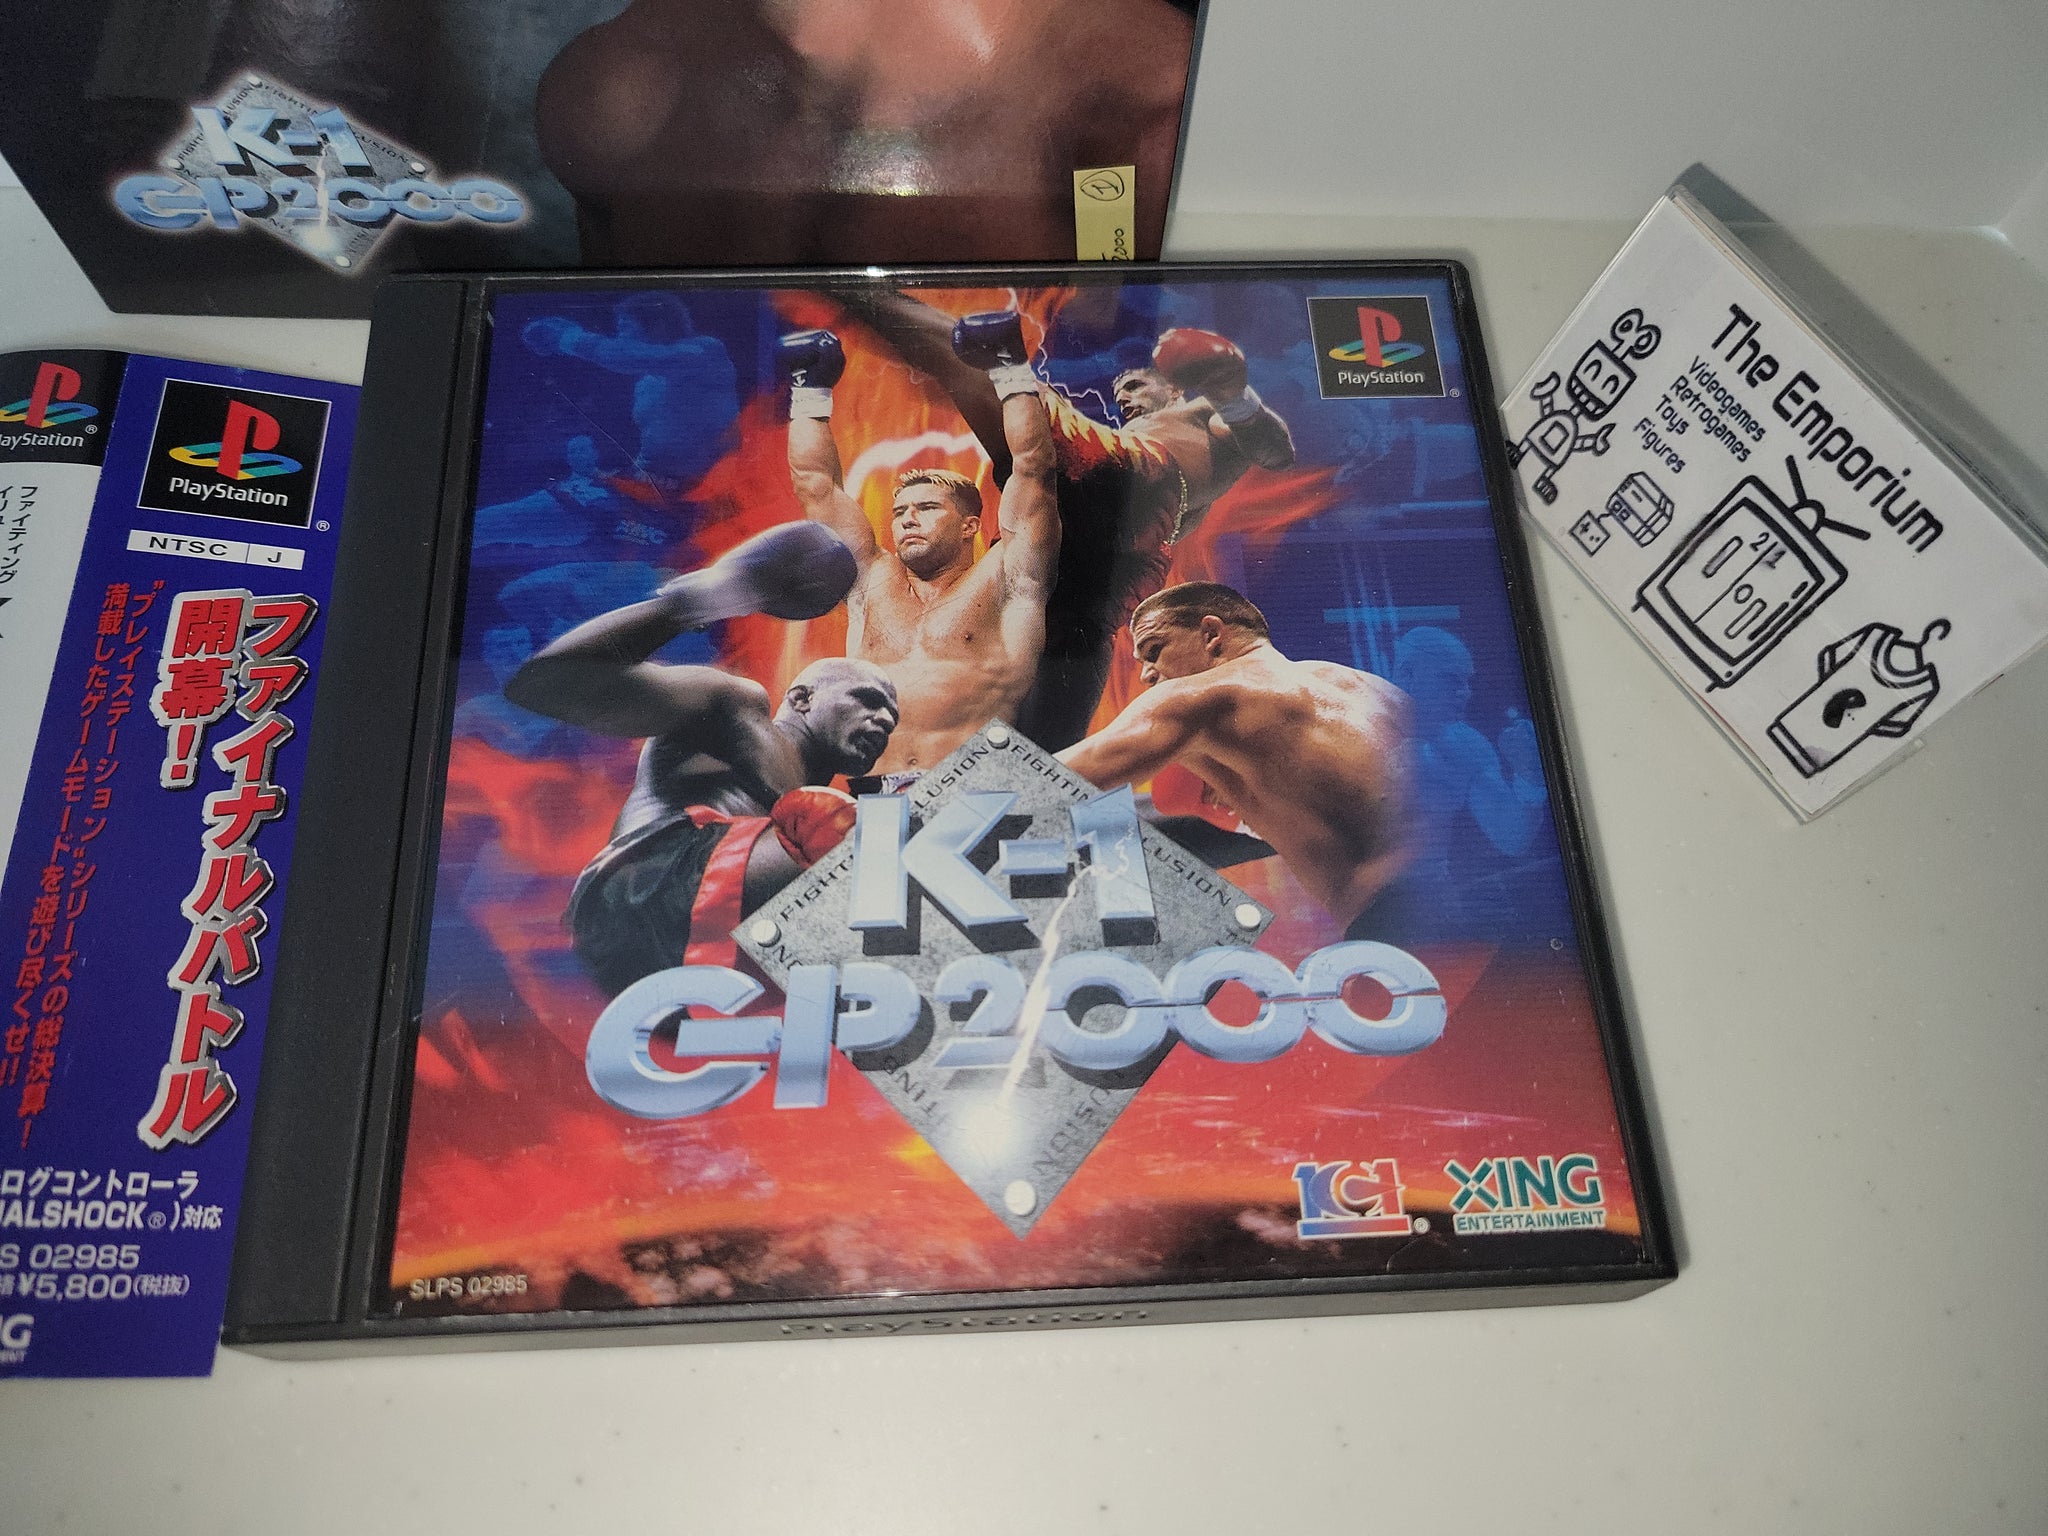 K-1
GP2000
1
2000
PlayStation
PlayStation®
NTSC J
ファイナルバトル
開幕!
"プレイステーション"シリーズの総決算!
満載したゲームモードを遊び尽くせ!!
ログコントローラ
ALSHOCK®)対応
S 02985
格¥5,800(税抜)
PlayStation®
FIGHTING
ILLUSION
K-1
GP2000
SLPS 02985
XING
ENTERTAINMENT
PlayStation
The Emporium
Videogames
Retrogames
Toys
Figures
21